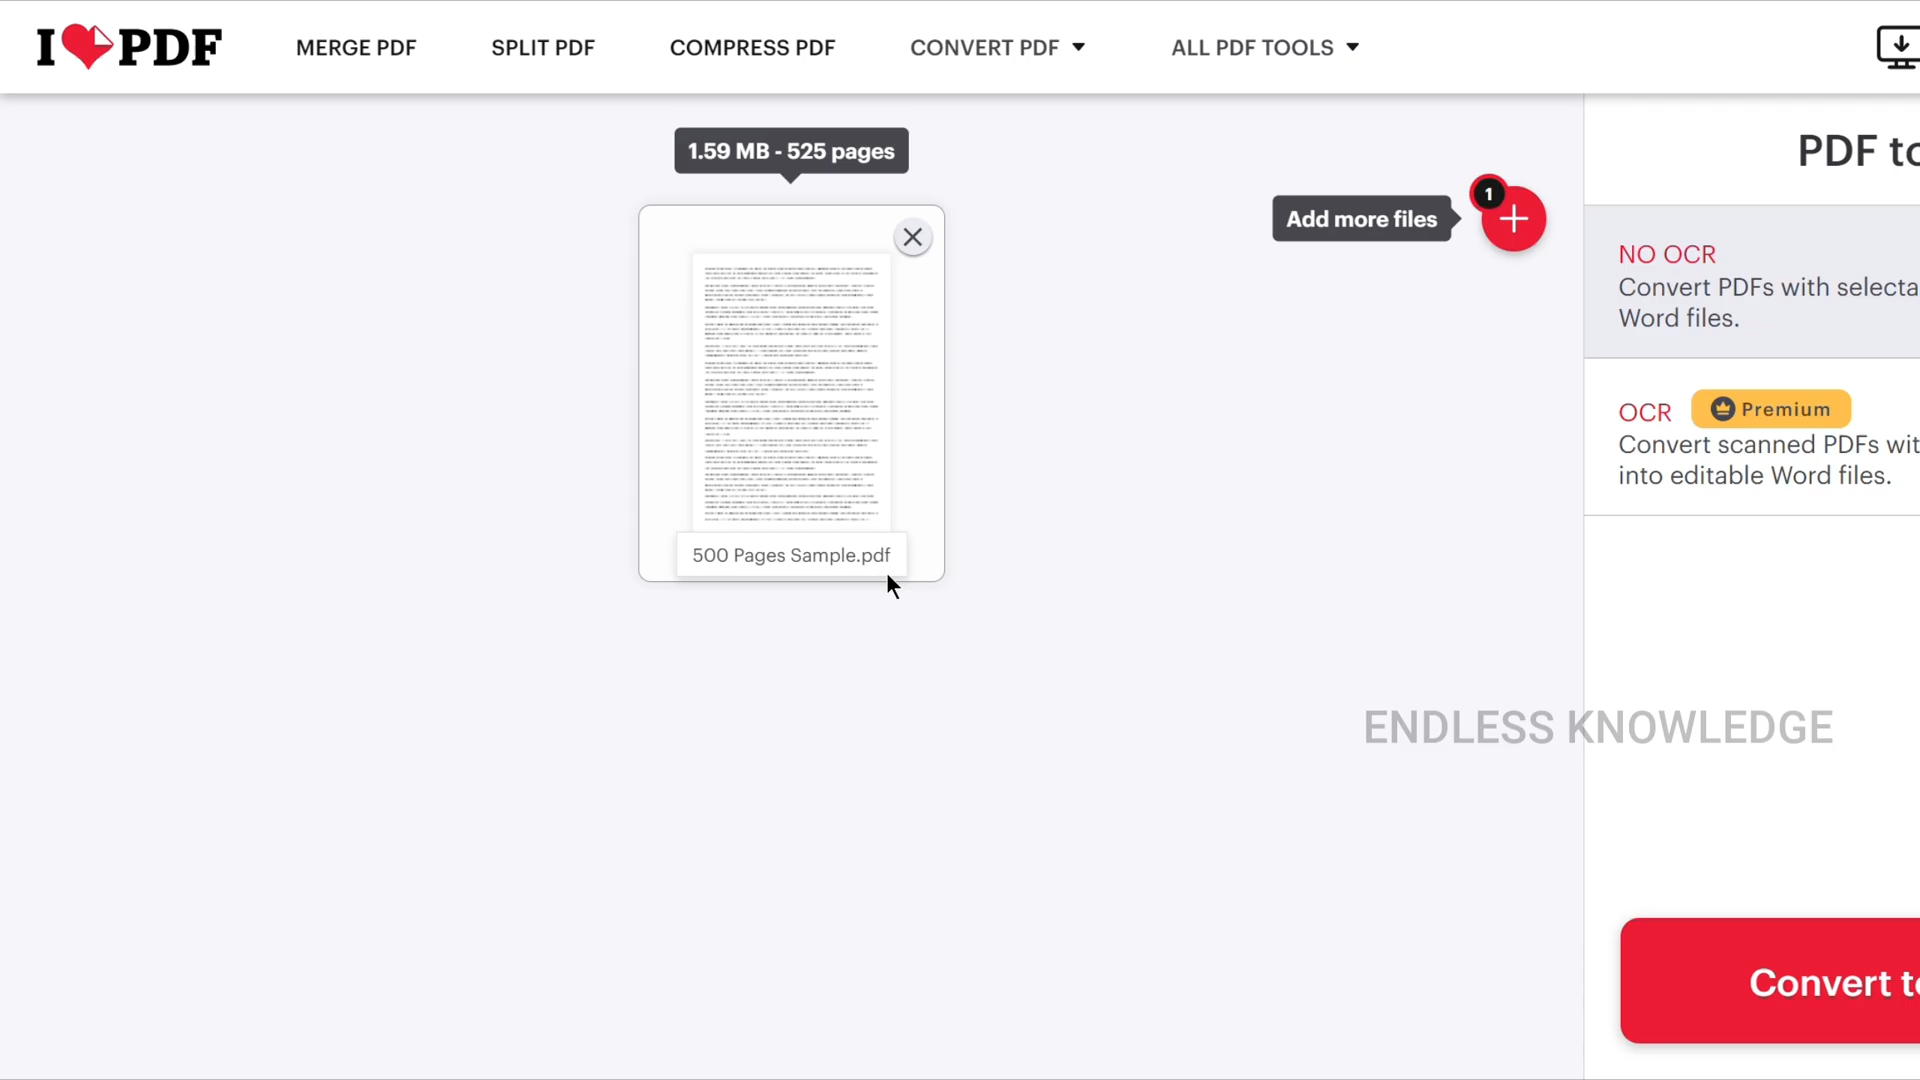 I PDF
MERGE PDF
SPLIT PDF
COMPRESS PDF
CONVERT PDF
ALL PDF TOOLS
1.59 MB - 525 pages
Add more files
1
500 Pages Sample.pdf
PDF to
NO OCR
Convert PDFs with selecta
Word files.
OCR
Premium
Convert scanned PDFs wit
into editable Word files.
ENDLESS KNOWLEDGE
Convert to